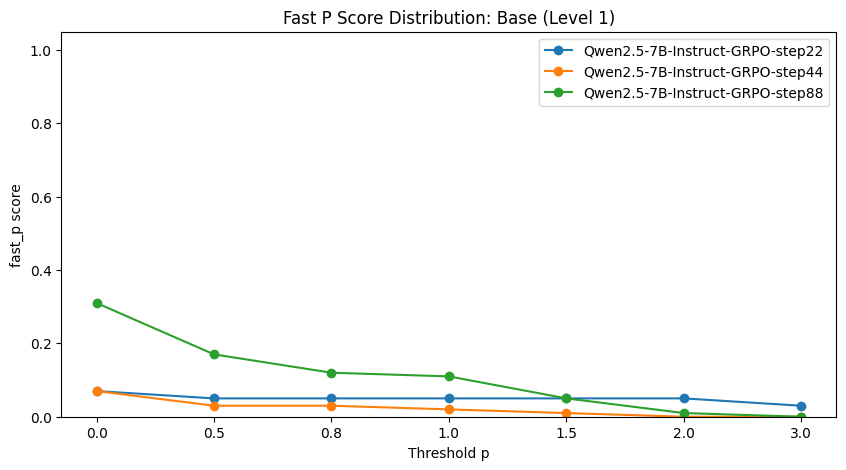 Fast P Score Distribution: Base (Level 1)
Qwen2.5-7B-Instruct-GRPO-step22
Qwen2.5-7B-Instruct-GRPO-step44
Qwen2.5-7B-Instruct-GRPO-step88
fast_p score
1.0
0.8
0.6
0.4
0.2
0.0
0.0 0.5 0.8 1.0 1.5 2.0 3.0
Threshold p